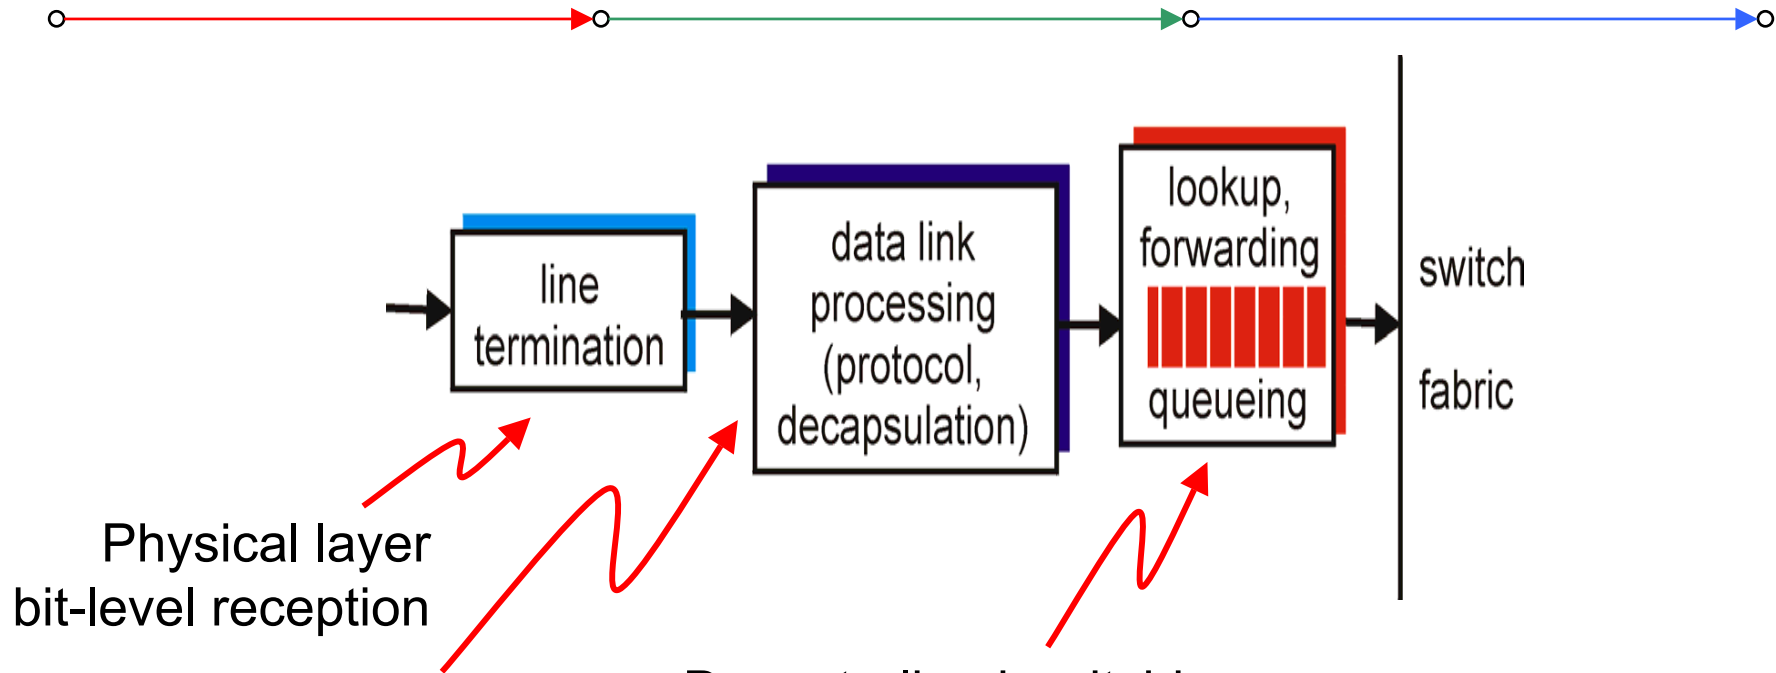 line
termination
data link
processing
(protocol,
decapsulation)
lookup,
forwarding
queueing
switch
fabric
Physical layer
bit-level reception